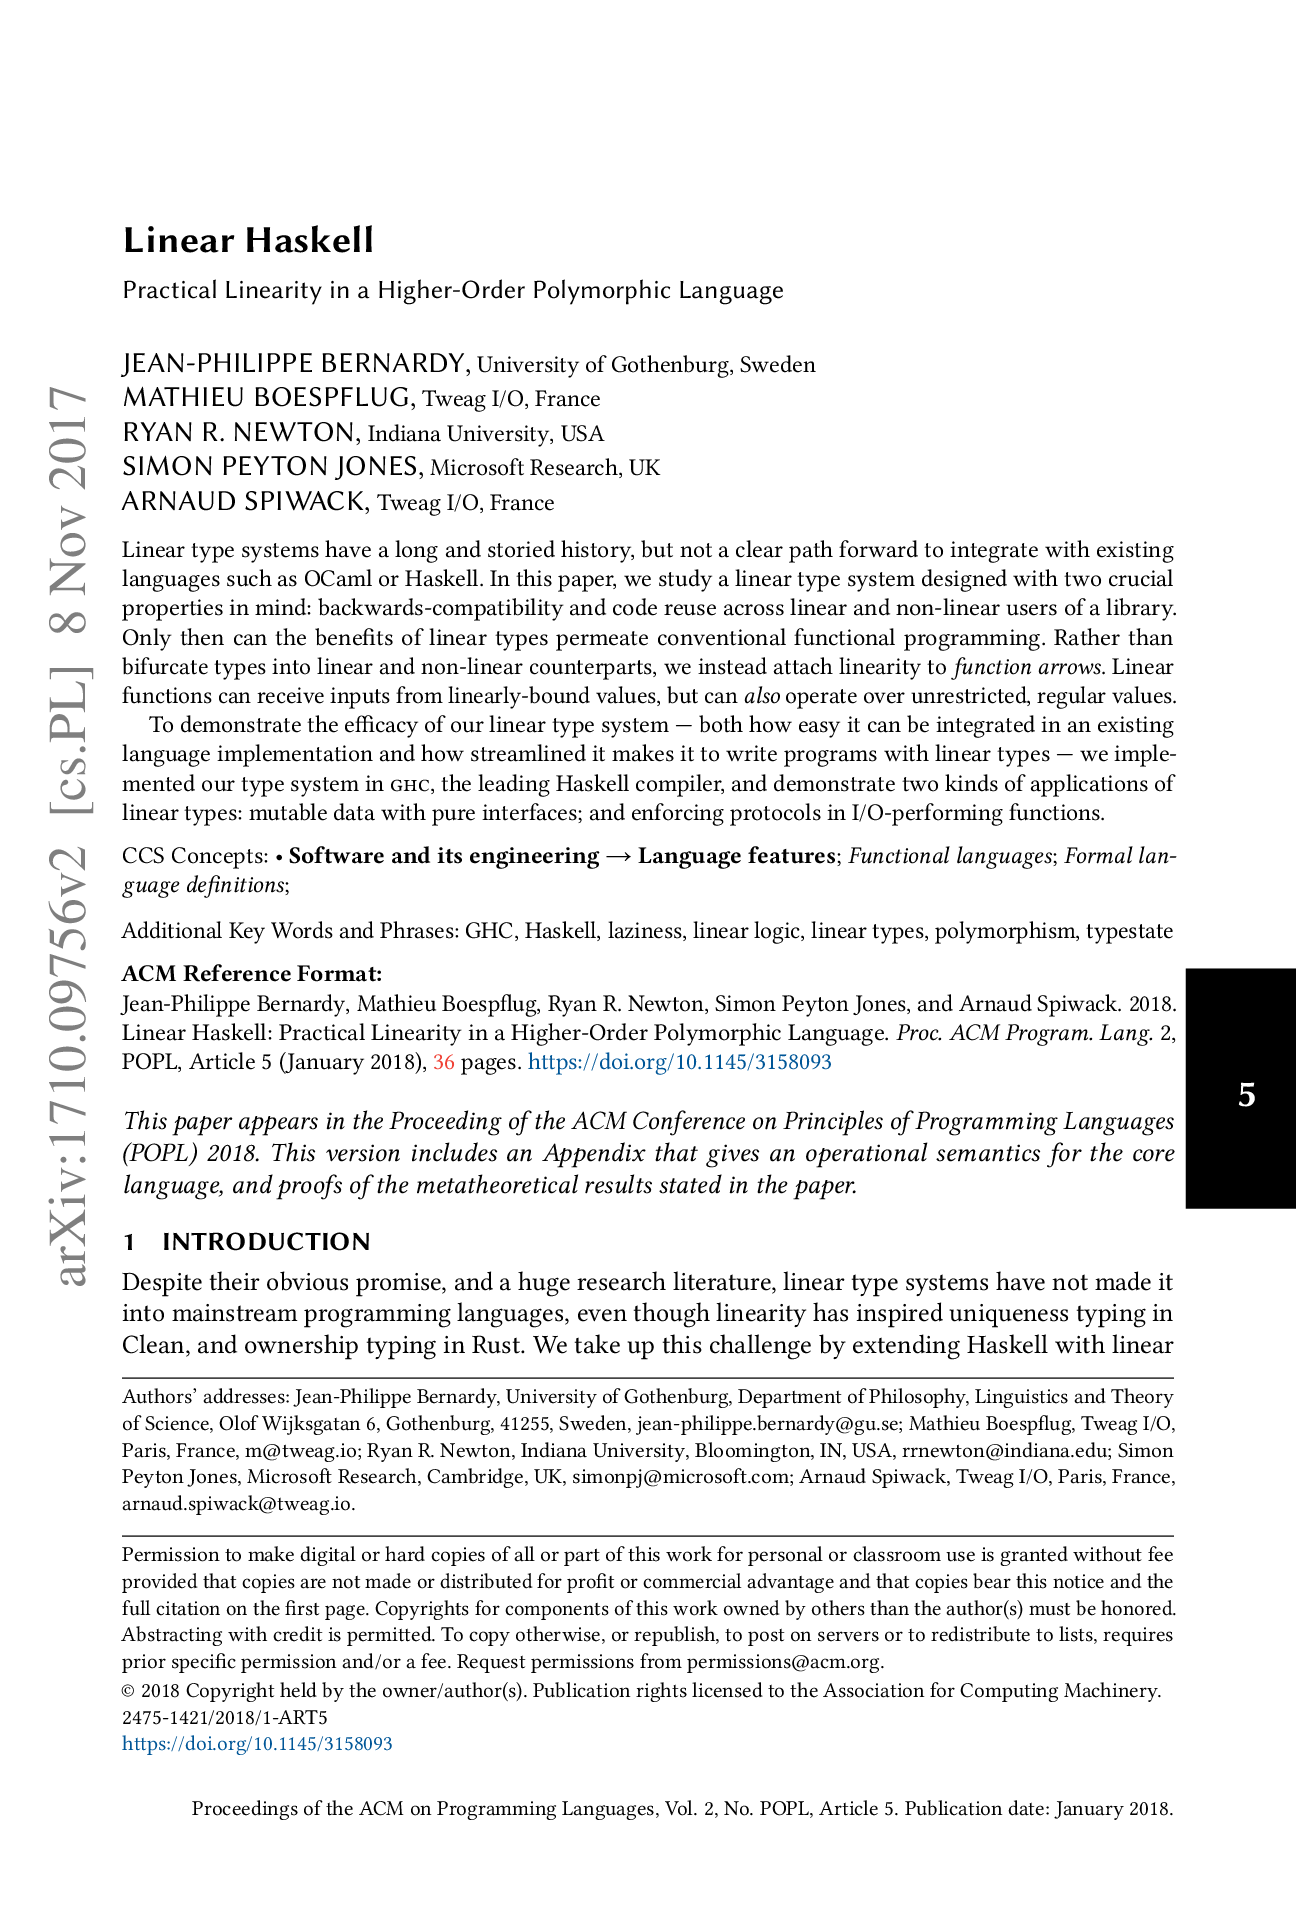 Linear Haskell
Practical Linearity in a Higher-Order Polymorphic Language
JEAN-PHILIPPE BERNARDY, University of Gothenburg, Sweden
MATHIEU BOESPFLUG, Tweag I/O, France
RYAN R. NEWTON, Indiana University, USA
SIMON PEYTON JONES, Microsoft Research, UK
ARNAUD SPIWACK, Tweag I/O, France
Linear type systems have a long and storied history, but not a clear path forward to integrate with existing
languages such as OCaml or Haskell. In this paper, we study a linear type system designed with two crucial
properties in mind: backwards-compatibility and code reuse across linear and non-linear users of a library.
Only then can the benefits of linear types permeate conventional functional programming. Rather than
bifurcate types into linear and non-linear counterparts, we instead attach linearity to function arrows. Linear
functions can receive inputs from linearly-bound values, but can also operate over unrestricted, regular values.
To demonstrate the efficacy of our linear type system — both how easy it can be integrated in an existing
language implementation and how streamlined it makes it to write programs with linear types — we imple-
mented our type system in GHC, the leading Haskell compiler, and demonstrate two kinds of applications of
linear types: mutable data with pure interfaces; and enforcing protocols in I/O-performing functions.
CCS Concepts: • Software and its engineering → Language features; Functional languages; Formal lan-
guage definitions;
Additional Key Words and Phrases: GHC, Haskell, laziness, linear logic, linear types, polymorphism, typestate
ACM Reference Format:
Jean-Philippe Bernardy, Mathieu Boespflug, Ryan R. Newton, Simon Peyton Jones, and Arnaud Spiwack. 2018.
Linear Haskell: Practical Linearity in a Higher-Order Polymorphic Language. Proc. ACM Program. Lang. 2,
POPL, Article 5 (January 2018), 36 pages. https://doi.org/10.1145/3158093
This paper appears in the Proceeding of the ACM Conference on Principles of Programming Languages
(POPL) 2018. This version includes an Appendix that gives an operational semantics for the core
language, and proofs of the metatheoretical results stated in the paper.
1 INTRODUCTION
Despite their obvious promise, and a huge research literature, linear type systems have not made it
into mainstream programming languages, even though linearity has inspired uniqueness typing in
Clean, and ownership typing in Rust. We take up this challenge by extending Haskell with linear
Authors' addresses: Jean-Philippe Bernardy, University of Gothenburg, Department of Philosophy, Linguistics and Theory
of Science, Olof Wijksgatan 6, Gothenburg, 41255, Sweden, jean-philippe.bernardy@gu.se; Mathieu Boespflug, Tweag I/O,
Paris, France, m@tweag.io; Ryan R. Newton, Indiana University, Bloomington, IN, USA, rrnewton@indiana.edu; Simon
Peyton Jones, Microsoft Research, Cambridge, UK, simonpj@microsoft.com; Arnaud Spiwack, Tweag I/O, Paris, France,
arnaud.spiwack@tweag.io.
Permission to make digital or hard copies of all or part of this work for personal or classroom use is granted without fee
provided that copies are not made or distributed for profit or commercial advantage and that copies bear this notice and the
full citation on the first page. Copyrights for components of this work owned by others than the author(s) must be honored.
Abstracting with credit is permitted. To copy otherwise, or republish, to post on servers or to redistribute to lists, requires
prior specific permission and/or a fee. Request permissions from permissions@acm.org.
© 2018 Copyright held by the owner/author(s). Publication rights licensed to the Association for Computing Machinery.
2475-1421/2018/1-ART5
https://doi.org/10.1145/3158093
Proceedings of the ACM on Programming Languages, Vol. 2, No. POPL, Article 5. Publication date: January 2018.
5
arXiv:1710.09756v2 [cs.PL] 8 Nov 2017